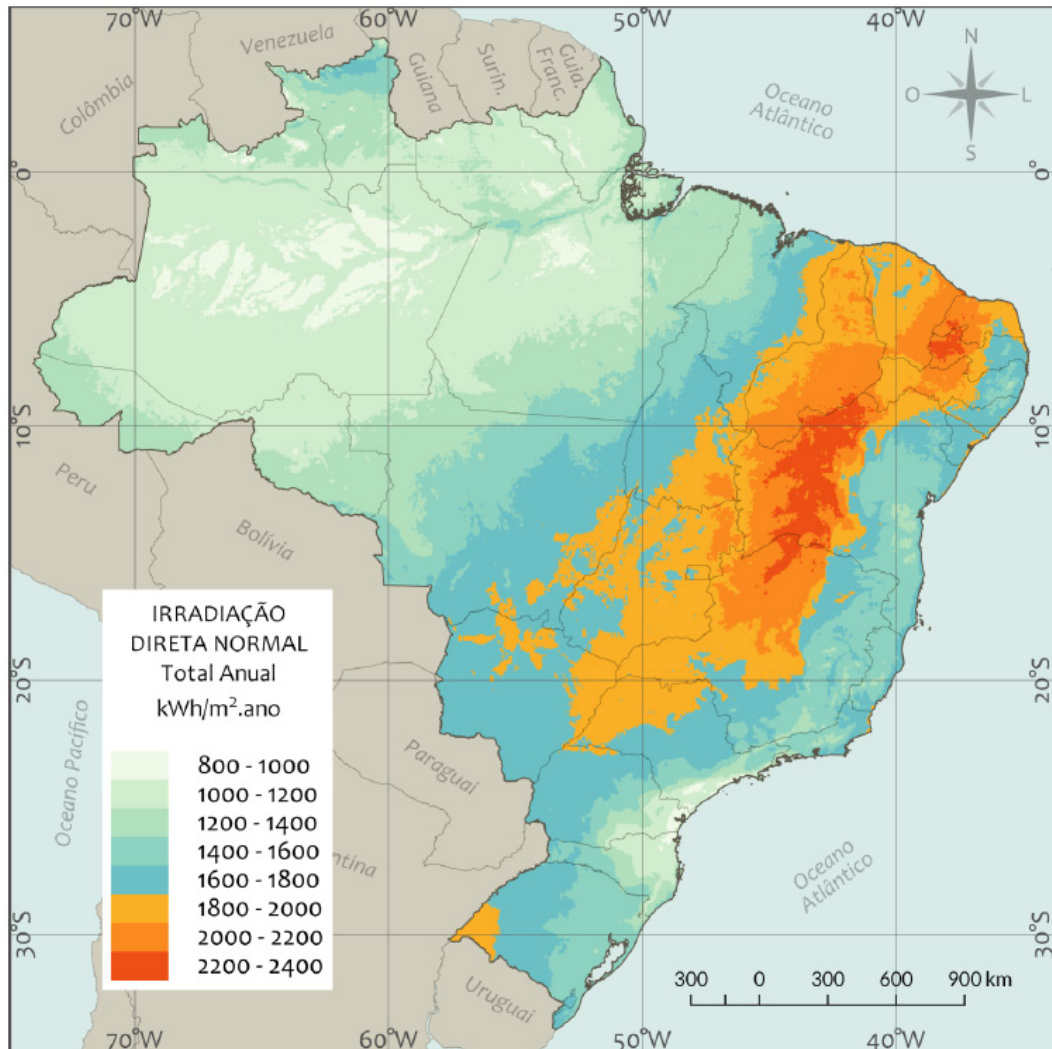 70°W
60°W
50°W
40°W
Venezuela
Colômbia
Guiana
Surin.
Guia.
Franc.
Oceano
Atlântico
N
O
L
S
0°
0°
10°S
10°S
Peru
Bolívia
IRRADIAÇÃO
DIRETA NORMAL
Total Anual
kWh/m².ano
800 - 1000
1000 - 1200
1200 - 1400
1400 - 1600
1600 - 1800
1800 - 2000
2000 - 2200
2200 - 2400
20°S
20°S
Oceano Pacífico
Paraguai
ntina
Oceano
Atlântico
30°S
30°S
Uruguai
300 0 300 600 900 km
70°W
60°W
50°W
40°W